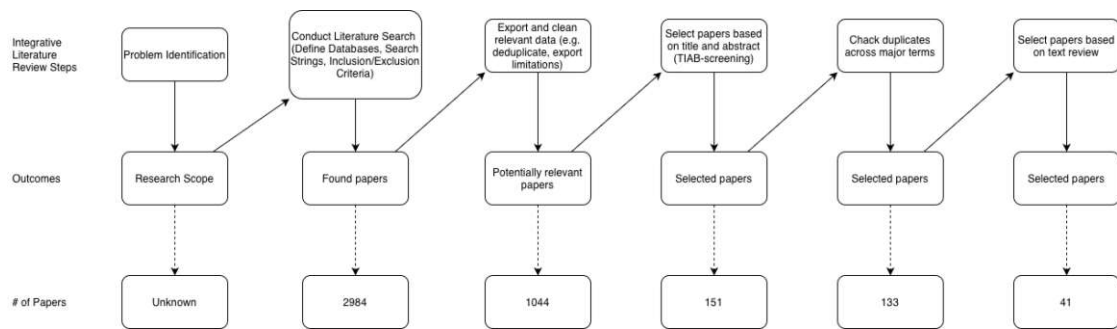 Integrative
Literature
Review Steps
Problem Identification
Conduct Literature Search
(Define Databases, Search
Strings, Inclusion/Exclusion
Criteria)
Export and clean
relevant data (e.g.
deduplicate, export
limitations)
Select papers based
on title and abstract
(TIAB-screening)
Chack duplicates
across major terms
Select papers based
on text review
Outcomes
Research Scope
Found papers
Potentially relevant
papers
Selected papers
Selected papers
Selected papers
# of Papers
Unknown
2984
1044
151
133
41